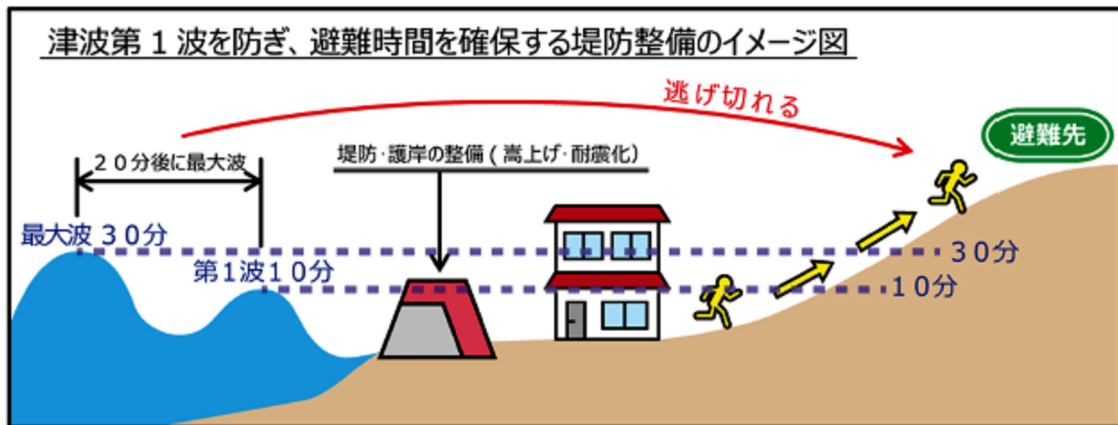 津波第１波を防ぎ、避難時間を確保する堤防整備のイメージ図
逃げ切れる
避難先
２０分後に最大波
堤防・護岸の整備(嵩上げ・耐震化)
最大波３０分
３０分
第１波１０分
１０分